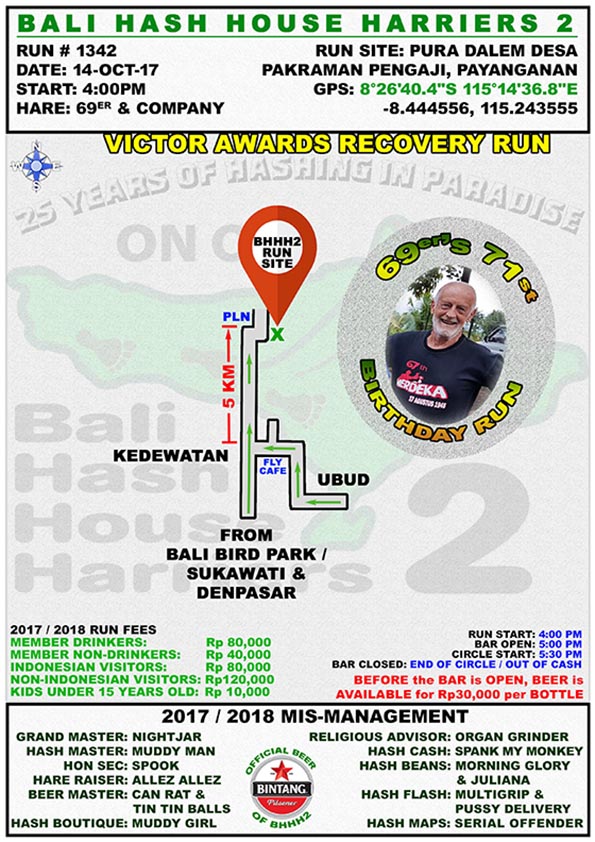 BALI HASH HOUSE HARRIERS 2
RUN # 1342
DATE: 14-OCT-17
START: 4:00PM
HARE: 69ER & COMPANY
RUN SITE: PURA DALEM DESA
PAKRAMAN PENGAJI, PAYANGANAN
GPS: 8°26'40.4"S 115°14'36.8"E
-8.444556, 115.243555
VICTOR AWARDS RECOVERY RUN
25 YEARS OF HASHING IN PARADISE
BHHH2
RUN
SITE
69er's 71st
BIRTHDAY RUN
67th
MERDEKA
PLN
X
5 KM
KEDEWATAN
FLY
CAFE
UBUD
FROM
BALI BIRD PARK /
SUKAWATI &
DENPASAR
Bali
Hash
House
Harriers 2
2017 / 2018 RUN FEES
MEMBER DRINKERS: Rp 80,000
MEMBER NON-DRINKERS: Rp 40,000
INDONESIAN VISITORS: Rp 80,000
NON-INDONESIAN VISITORS: Rp120,000
KIDS UNDER 15 YEARS OLD: Rp 10,000
RUN START: 4:00 PM
BAR OPEN: 5:00 PM
CIRCLE START: 5:30 PM
BAR CLOSED: END OF CIRCLE / OUT OF CASH
BEFORE the BAR is OPEN, BEER is
AVAILABLE for Rp30,000 per BOTTLE
2017 / 2018 MIS-MANAGEMENT
GRAND MASTER: NIGHTJAR
HASH MASTER: MUDDY MAN
HON SEC: SPOOK
HARE RAISER: ALLEZ ALLEZ
BEER MASTER: CAN RAT &
TIN TIN BALLS
HASH BOUTIQUE: MUDDY GIRL
OFFICIAL BEER
BINTANG
Pilsener
OF BHHH2
RELIGIOUS ADVISOR: ORGAN GRINDER
HASH CASH: SPANK MY MONKEY
HASH BEANS: MORNING GLORY
& JULIANA
HASH FLASH: MULTIGRIP &
PUSSY DELIVERY
HASH MAPS: SERIAL OFFENDER